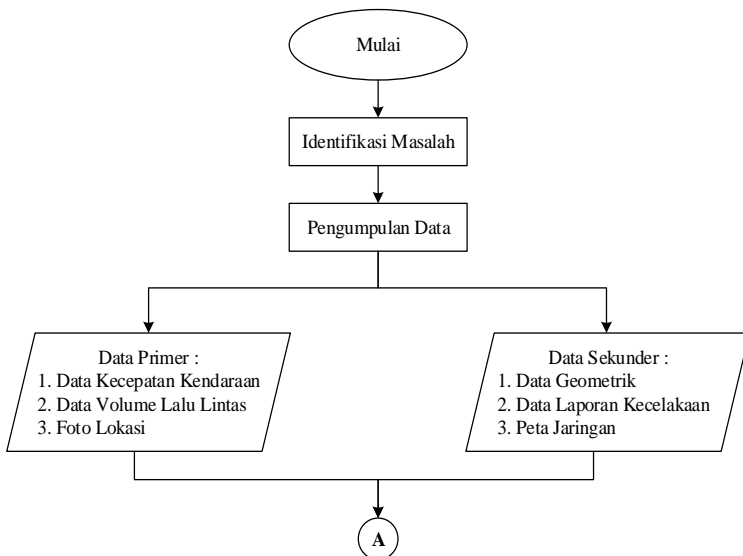 Mulai
Identifikasi Masalah
Pengumpulan Data
Data Primer :
1. Data Kecepatan Kendaraan
2. Data Volume Lalu Lintas
3. Foto Lokasi
Data Sekunder :
1. Data Geometrik
2. Data Laporan Kecelakaan
3. Peta Jaringan
A